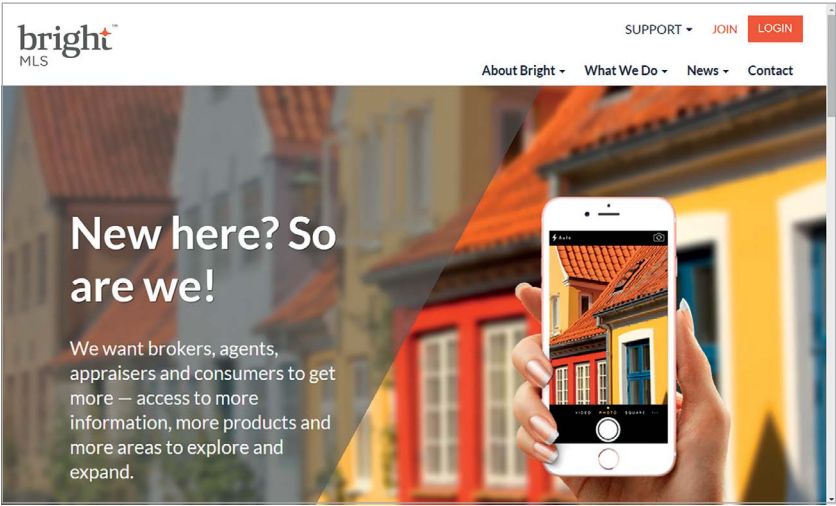 bright™
MLS
SUPPORT
JOIN
LOGIN
About Bright
What We Do
News
Contact
New here? So
are we!
We want brokers, agents,
appraisers and consumers to get
more — access to more
information, more products and
more areas to explore and
expand.
Auto
VIDEO PHOTO SQUARE